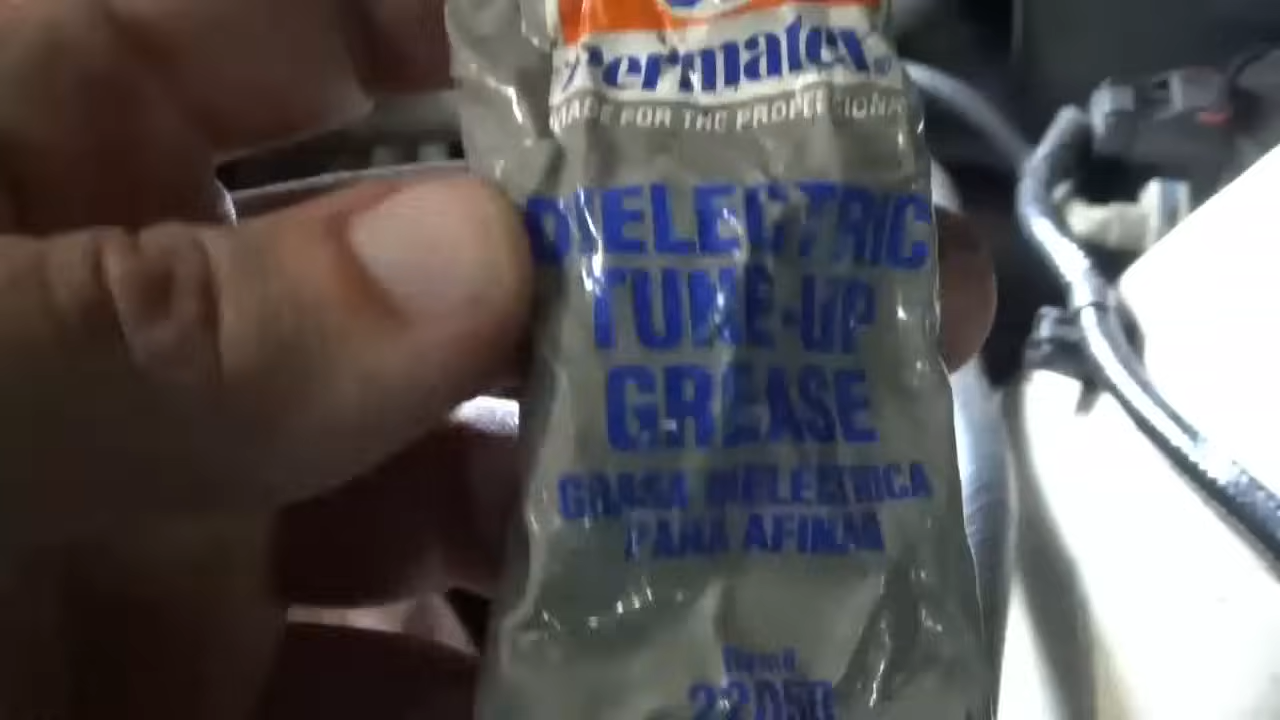 Permatex®
MADE FOR THE PROFESSIONAL
DIELECTRIC
TUNE-UP
GREASE
GRASA DIELECTRICA
PARA AFINAR